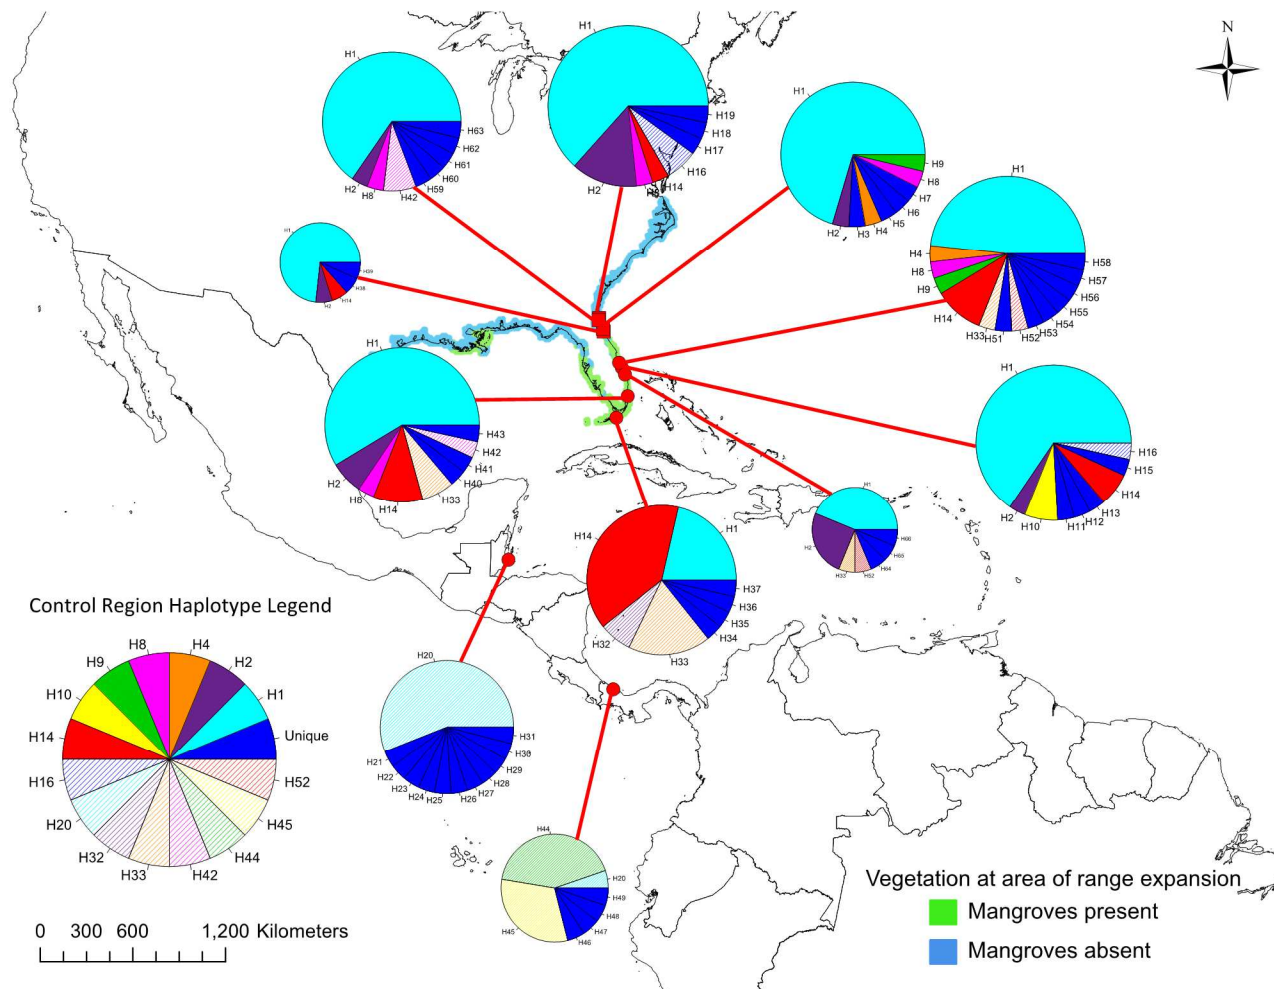 N
H1
H63
H62
H61
H60
H59
H42
H8
H2
H1
H19
H18
H17
H16
H14
H8
H2
H1
H9
H8
H7
H6
H5
H4
H3
H2
H1
H4
H8
H9
H14
H33
H51
H52
H53
H54
H55
H56
H57
H58
H1
H39
H38
H14
H2
H1
H43
H42
H41
H40
H33
H14
H8
H2
H1
H16
H15
H14
H13
H12
H11
H10
H2
H1
H66
H65
H64
H52
H33
H2
H14
H1
H37
H36
H35
H34
H33
H32
H20
H31
H30
H29
H28
H27
H26
H25
H24
H23
H22
H21
H44
H20
H49
H48
H47
H46
H45
Control Region Haplotype Legend
H8
H4
H9
H2
H10
H1
H14
Unique
H16
H52
H20
H45
H32
H44
H33
H42
0 300 600 1,200 Kilometers
Vegetation at area of range expansion
Mangroves present
Mangroves absent